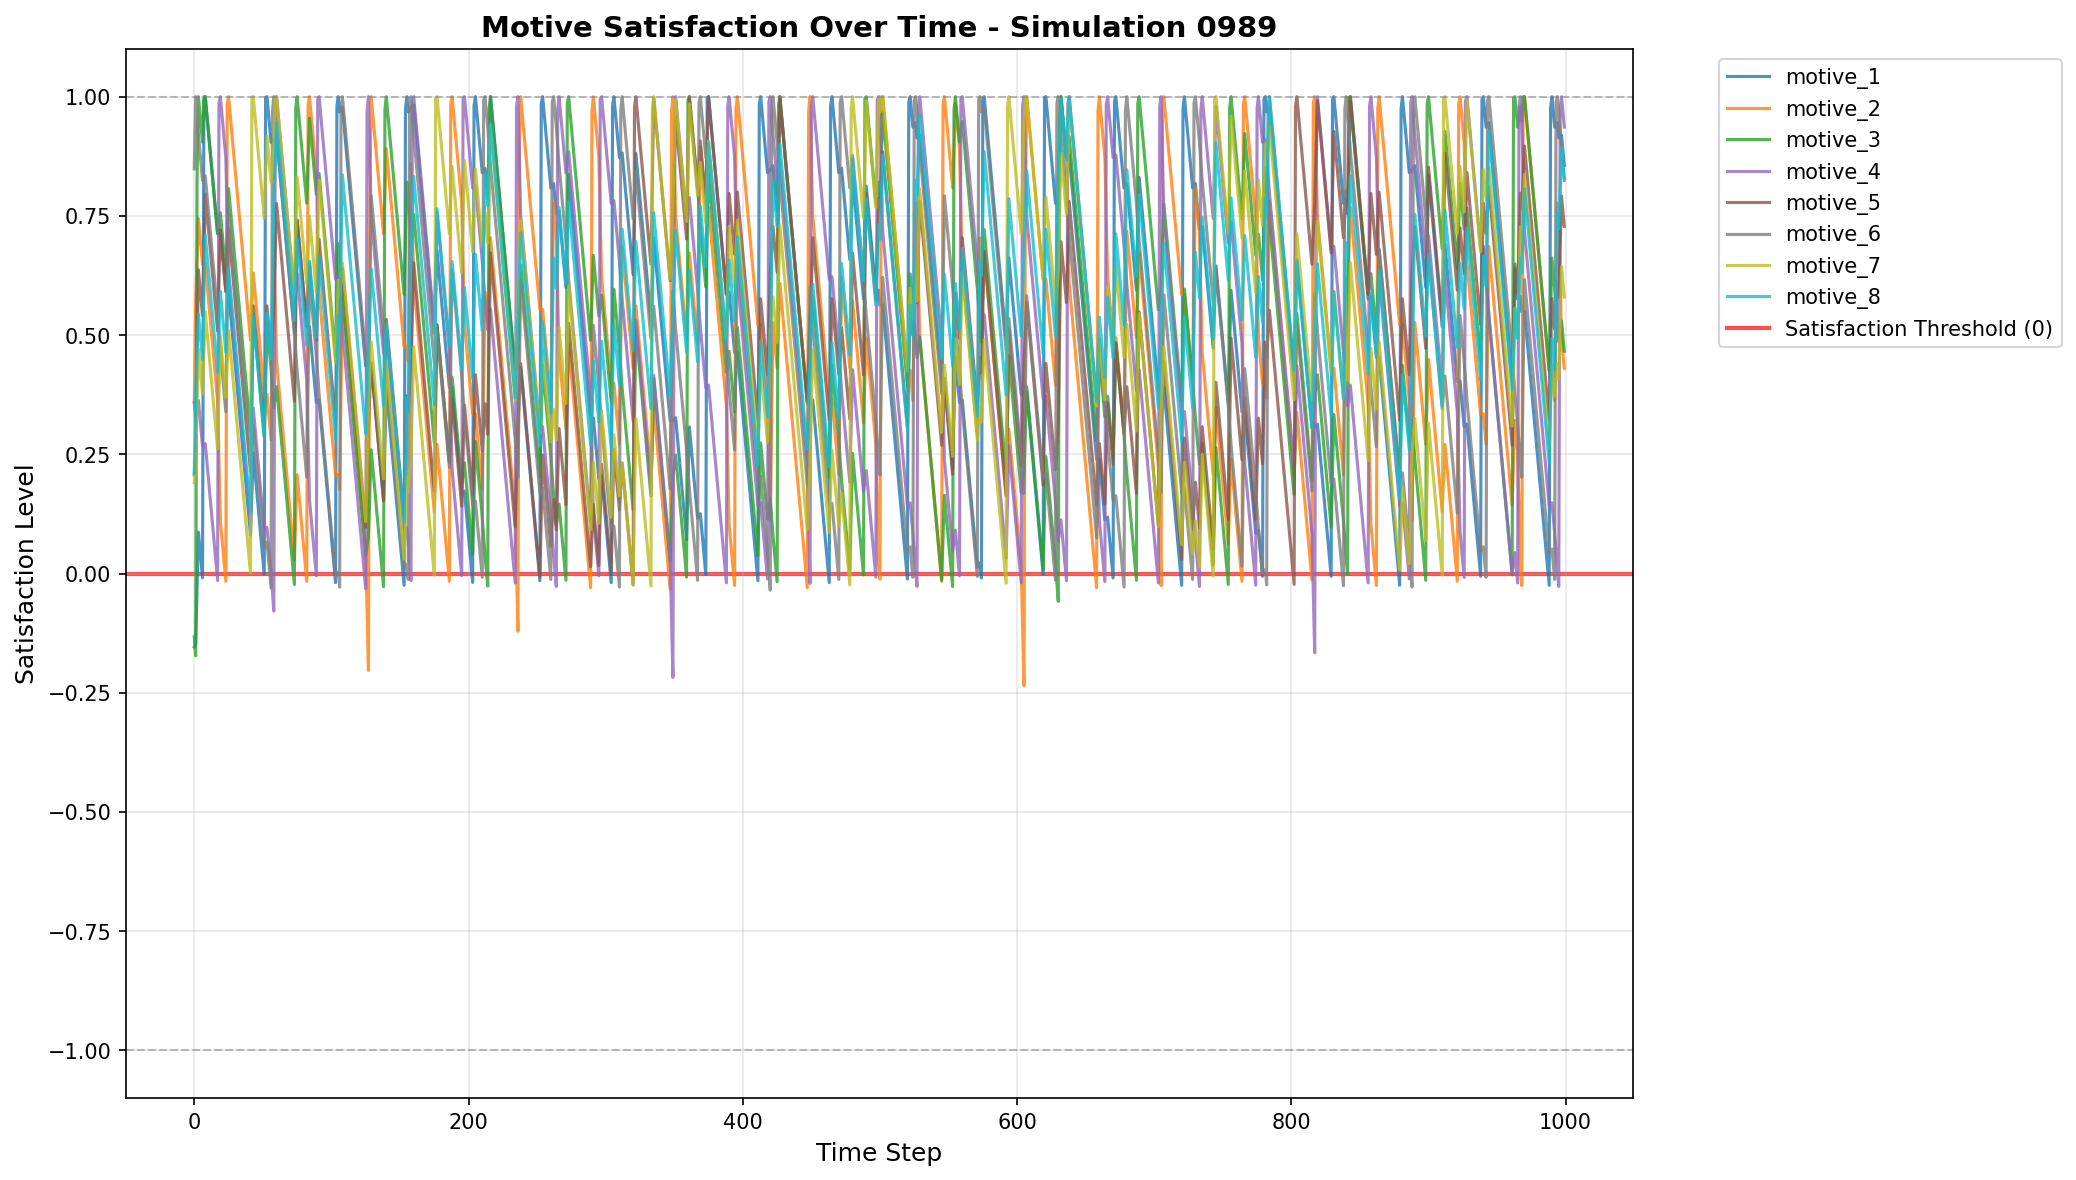 Motive Satisfaction Over Time - Simulation 0989
Satisfaction Level
1.00
0.75
0.50
0.25
0.00
−0.25
−0.50
−0.75
−1.00
0
200
400
600
800
1000
Time Step
motive_1
motive_2
motive_3
motive_4
motive_5
motive_6
motive_7
motive_8
Satisfaction Threshold (0)